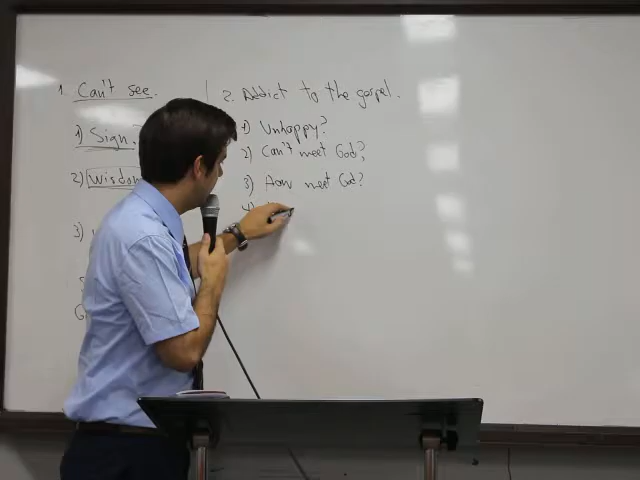 1. Can't see.
1) Sign.
2) Wisdom
3)
2. Addict to the gospel.
1) Unhappy?
2) Can't meet God?
3) How meet God?
4)